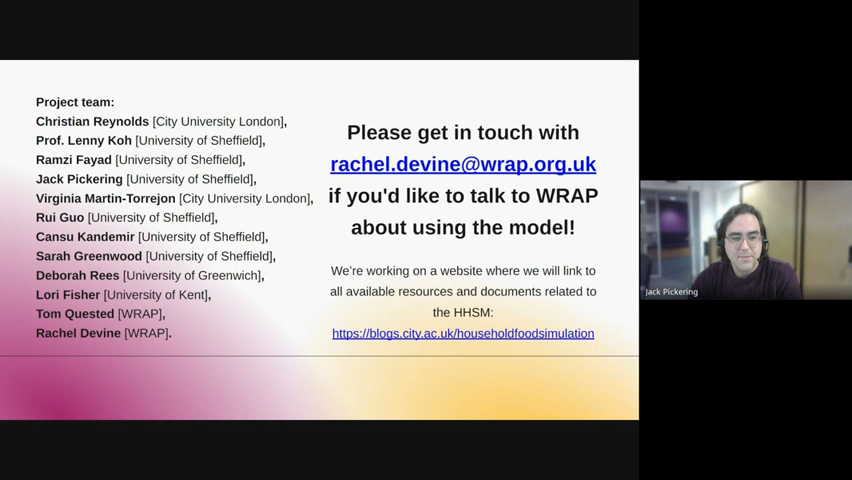 Project team:
Christian Reynolds [City University London],
Prof. Lenny Koh [University of Sheffield],
Ramzi Fayad [University of Sheffield],
Jack Pickering [University of Sheffield],
Virginia Martin-Torrejon [City University London],
Rui Guo [University of Sheffield],
Cansu Kandemir [University of Sheffield],
Sarah Greenwood [University of Sheffield],
Deborah Rees [University of Greenwich],
Lori Fisher [University of Kent],
Tom Quested [WRAP],
Rachel Devine [WRAP].
Please get in touch with
rachel.devine@wrap.org.uk
if you'd like to talk to WRAP
about using the model!
We’re working on a website where we will link to
all available resources and documents related to
the HHSM:
https://blogs.city.ac.uk/householdfoodsimulation
Jack Pickering